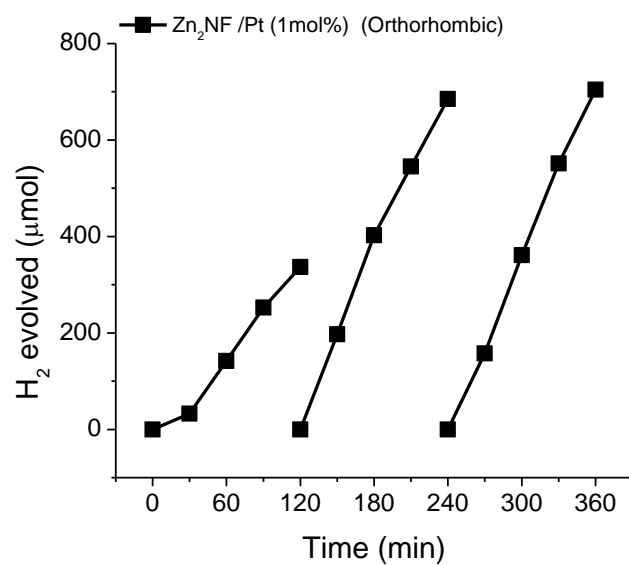 Zn₂NF /Pt (1mol%) (Orthorhombic)
800
600
400
200
0
H₂ evolved (μmol)
0 60 120 180 240 300 360
Time (min)